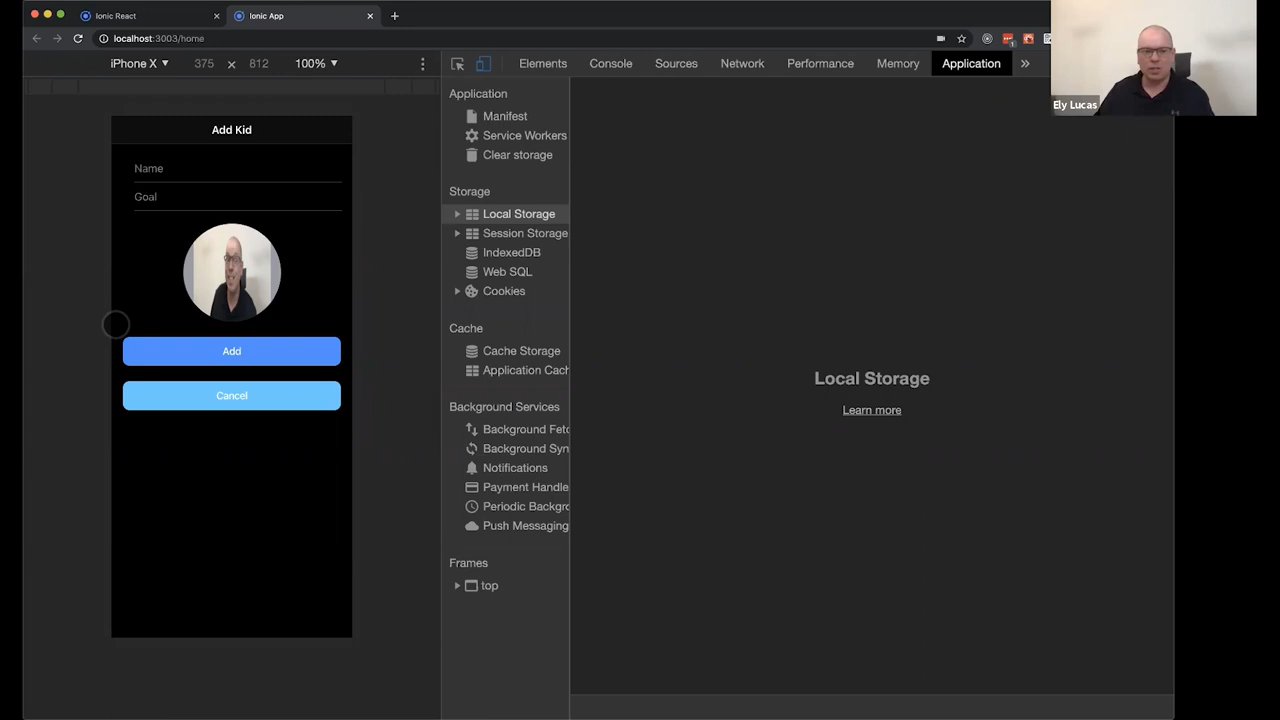 Ionic React
Ionic App
localhost:3003/home
iPhone X ▼ 375 × 812 100% ▼
Elements Console Sources Network Performance Memory Application »
Ely Lucas
Add Kid
Name
Goal
Add
Cancel
Application
Manifest
Service Workers
Clear storage
Storage
Local Storage
Session Storage
IndexedDB
Web SQL
Cookies
Cache
Cache Storage
Application Cach
Background Services
Background Fetc
Background Syn
Notifications
Payment Handle
Periodic Backgro
Push Messaging
Frames
top
Local Storage
Learn more